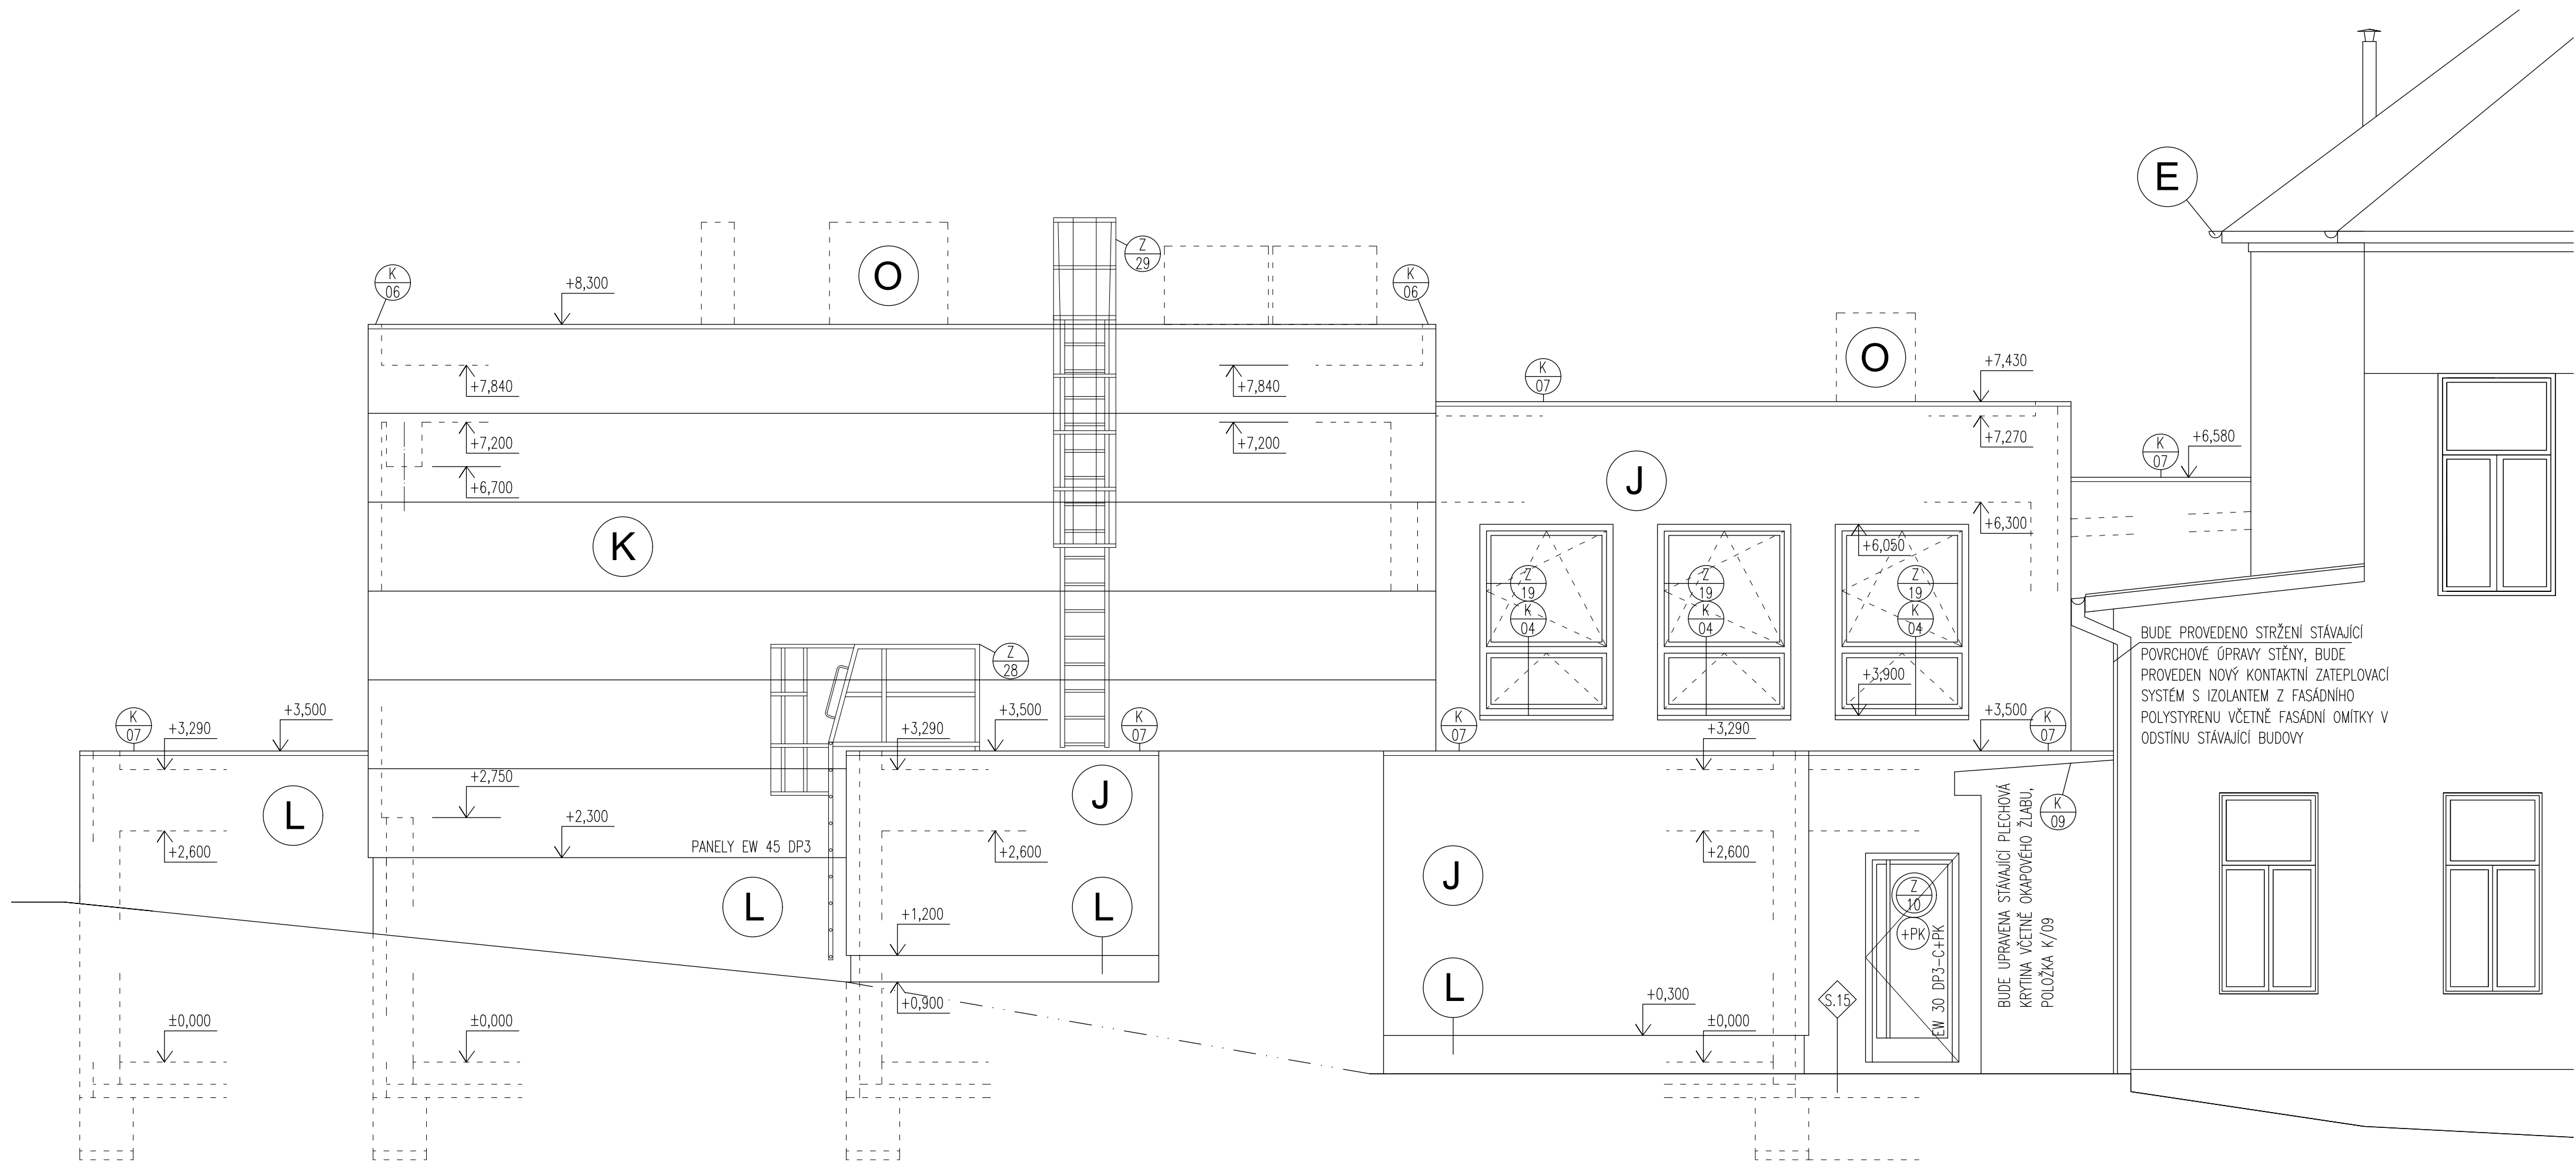 E
Z
29
O
K
06
+8,300
K
06
O
+7,430
K
07
+7,840
+7,840
+7,200
+7,200
+7,270
K
07
+6,580
+6,700
J
+6,300
K
+6,050
Z
19
K
04
Z
19
K
04
Z
19
K
04
BUDE PROVEDENO STRŽENÍ STÁVAJÍCÍ
POVRCHOVÉ ÚPRAVY STĚNY, BUDE
PROVEDEN NOVÝ KONTAKTNÍ ZATEPLOVACÍ
SYSTÉM S IZOLANTEM Z FASÁDNÍHO
POLYSTYRENU VČETNĚ FASÁDNÍ OMÍTKY V
ODSTÍNU STÁVAJÍCÍ BUDOVY
Z
28
+3,900
K
07
+3,290
+3,500
+3,290
+3,500
K
07
K
07
+3,290
+3,500
K
07
+2,750
J
L
+2,300
PANELY EW 45 DP3
+2,600
+2,600
+2,600
K
09
BUDE UPRAVENA STÁVAJÍCÍ PLECHOVÁ
KRYTINA VČETNĚ OKAPOVÉHO ŽLABU,
POLOŽKA K/09
J
L
L
+1,200
Z
10
+PK
EW 30 DP3-C+PK
L
+0,900
+0,300
S.15
±0,000
±0,000
±0,000